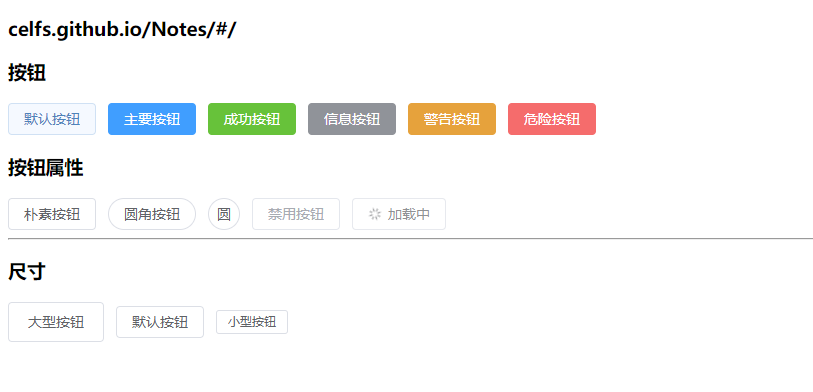 celfs.github.io/Notes/#/
按钮
默认按钮 主要按钮 成功按钮 信息按钮 警告按钮 危险按钮
按钮属性
朴素按钮 圆角按钮 圆 禁用按钮 加载中
尺寸
大型按钮 默认按钮 小型按钮